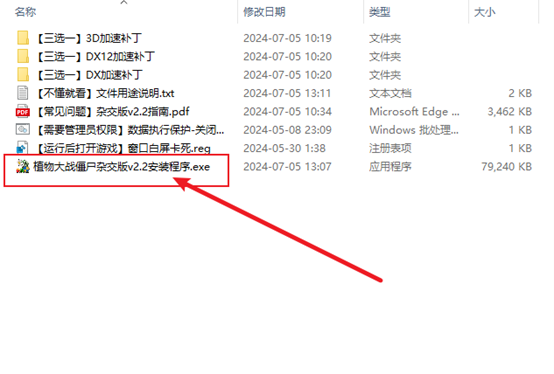 名称 修改日期 类型 大小
【三选一】3D加速补丁 2024-07-05 10:19 文件夹
【三选一】DX12加速补丁 2024-07-05 10:20 文件夹
【三选一】DX加速补丁 2024-07-05 10:20 文件夹
【不懂就看】文件用途说明.txt 2024-07-05 13:11 文本文档 2 KB
PDF 【常见问题】杂交版v2.2指南.pdf 2024-07-05 10:34 Microsoft Edge ... 3,462 KB
【需要管理员权限】数据执行保护-关闭... 2024-05-08 23:09 Windows 批处理... 1 KB
【运行后打开游戏】窗口白屏卡死.reg 2024-05-30 1:38 注册表项 1 KB
植物大战僵尸杂交版v2.2安装程序.exe 2024-07-05 13:07 应用程序 79,240 KB